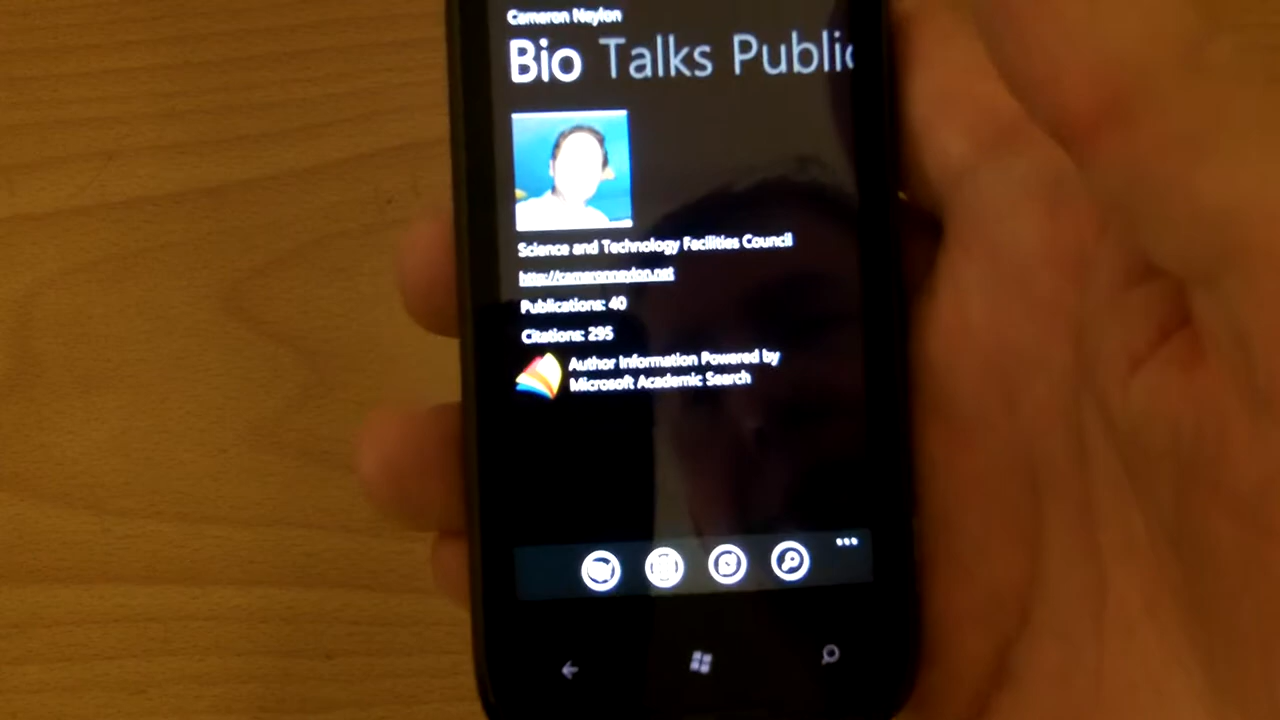 Cameron Neylon
Bio Talks Public
Science and Technology Facilities Council
http://cameronneylon.net
Publications: 40
Citations: 295
Author Information Powered by
Microsoft Academic Search